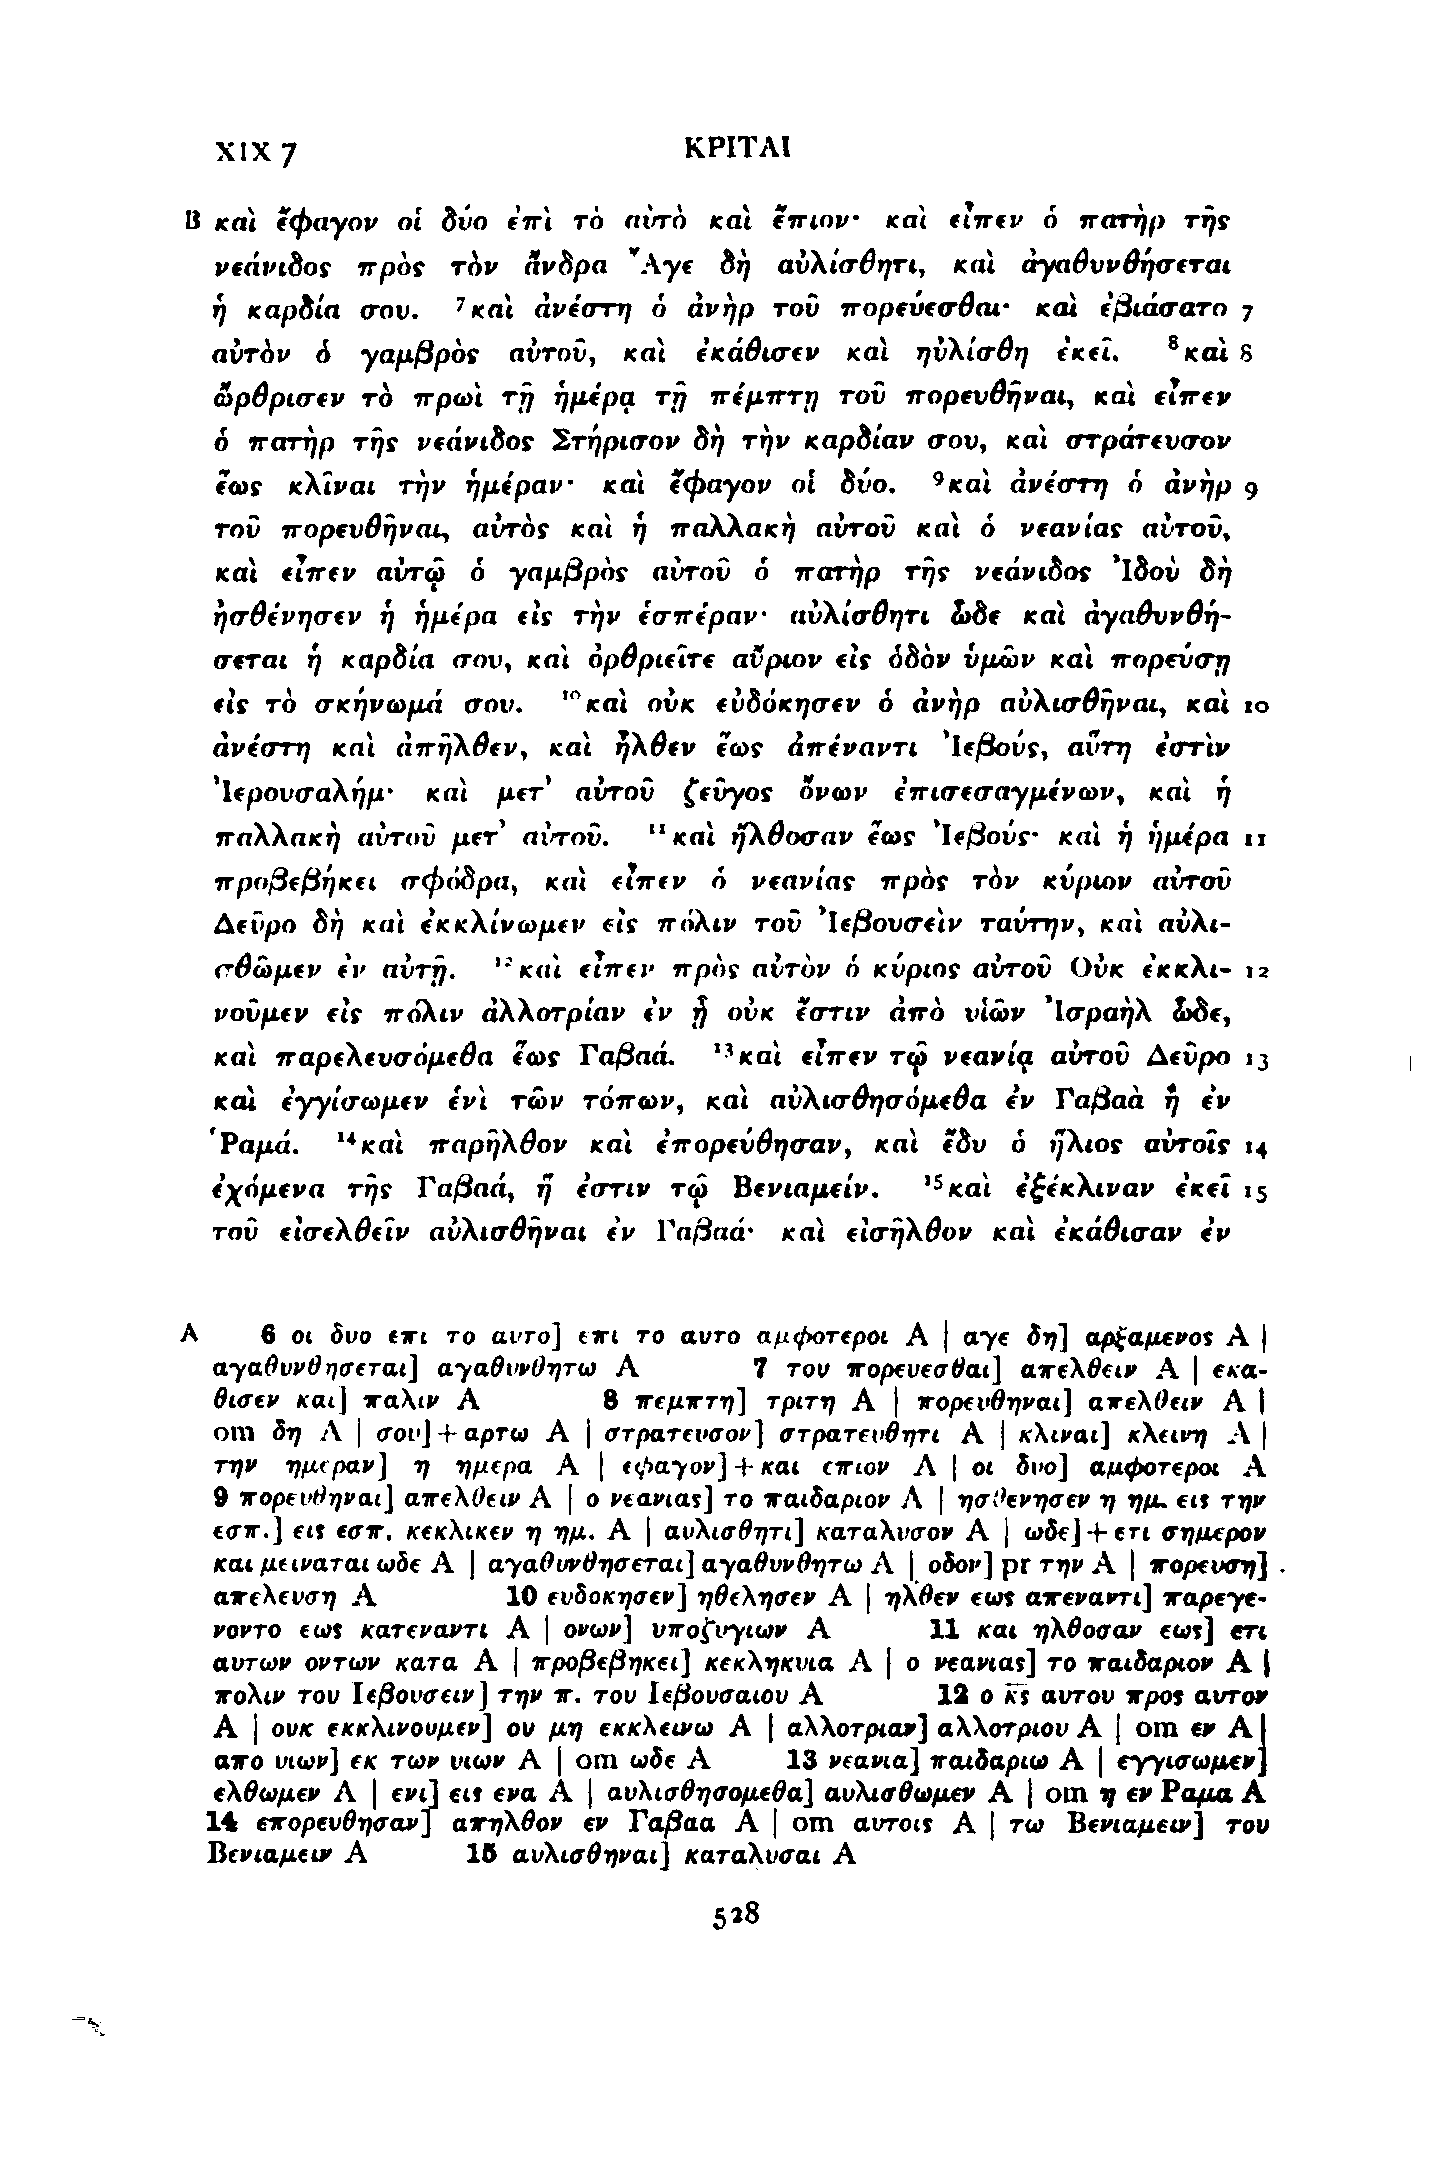 XIX 7 ΚΡΙΤΑΙ
B καὶ ἔφαγον οἱ δύο ἐπὶ τὸ αὐτὸ καὶ ἔπιον· καὶ εἶπεν ὁ πατὴρ τῆς
νεάνιδος πρὸς τὸν ἄνδρα Ἄγε δὴ αὐλίσθητι, καὶ ἀγαθυνθήσεται
ἡ καρδία σου. ⁷καὶ ἀνέστη ὁ ἀνὴρ τοῦ πορεύεσθαι· καὶ ἐβιάσατο 7
αὐτὸν ὁ γαμβρὸς αὐτοῦ, καὶ ἐκάθισεν καὶ ηὐλίσθη ἐκεῖ. ⁸καὶ 8
ὤρθρισεν τὸ πρωὶ τῇ ἡμέρᾳ τῇ πέμπτῃ τοῦ πορευθῆναι, καὶ εἶπεν
ὁ πατὴρ τῆς νεάνιδος Στήρισον δὴ τὴν καρδίαν σου, καὶ στράτευσον
ἕως κλῖναι τὴν ἡμέραν· καὶ ἔφαγον οἱ δύο. ⁹καὶ ἀνέστη ὁ ἀνὴρ 9
τοῦ πορευθῆναι, αὐτὸς καὶ ἡ παλλακὴ αὐτοῦ καὶ ὁ νεανίας αὐτοῦ,
καὶ εἶπεν αὐτῷ ὁ γαμβρὸς αὐτοῦ ὁ πατὴρ τῆς νεάνιδος Ἰδοὺ δὴ
ἠσθένησεν ἡ ἡμέρα εἰς τὴν ἑσπέραν· αὐλίσθητι ὧδε καὶ ἀγαθυνθή-
σεται ἡ καρδία σου, καὶ ὀρθριεῖτε αὔριον εἰς ὁδὸν ὑμῶν καὶ πορεύσῃ
εἰς τὸ σκήνωμά σου. ¹⁰καὶ οὐκ εὐδόκησεν ὁ ἀνὴρ αὐλισθῆναι, καὶ 10
ἀνέστη καὶ ἀπῆλθεν, καὶ ἦλθεν ἕως ἀπέναντι Ἰεβούς, αὕτη ἐστὶν
Ἰερουσαλήμ· καὶ μετ᾽ αὐτοῦ ζεῦγος ὄνων ἐπισεσαγμένων, καὶ ἡ
παλλακὴ αὐτοῦ μετ᾽ αὐτοῦ. ¹¹καὶ ἤλθοσαν ἕως Ἰεβούς· καὶ ἡ ἡμέρα 11
προβεβήκει σφόδρα, καὶ εἶπεν ὁ νεανίας πρὸς τὸν κύριον αὐτοῦ
Δεῦρο δὴ καὶ ἐκκλίνωμεν εἰς πόλιν τοῦ Ἰεβουσεὶν ταύτην, καὶ αὐλι-
σθῶμεν ἐν αὐτῇ. ¹²καὶ εἶπεν πρὸς αὐτὸν ὁ κύριος αὐτοῦ Οὐκ ἐκκλι- 12
νοῦμεν εἰς πόλιν ἀλλοτρίαν ἐν ᾗ οὐκ ἔστιν ἀπὸ υἱῶν Ἰσραὴλ ὧδε,
καὶ παρελευσόμεθα ἕως Γαβαά. ¹³καὶ εἶπεν τῷ νεανίᾳ αὐτοῦ Δεῦρο 13
καὶ ἐγγίσωμεν ἑνὶ τῶν τόπων, καὶ αὐλισθησόμεθα ἐν Γαβαὰ ἢ ἐν
Ῥαμά. ¹⁴καὶ παρῆλθον καὶ ἐπορεύθησαν, καὶ ἔδυ ὁ ἥλιος αὐτοῖς 14
ἐχόμενα τῆς Γαβαά, ἥ ἐστιν τῷ Βενιαμείν. ¹⁵καὶ ἐξέκλιναν ἐκεῖ 15
τοῦ εἰσελθεῖν αὐλισθῆναι ἐν Γαβαά· καὶ εἰσῆλθον καὶ ἐκάθισαν ἐν
A 6 οι δυο επι το αυτο] επι το αυτο αμφοτεροι A | αγε δη] αρξαμενος A |
αγαθυνθησεται] αγαθυνθητω A 7 του πορευεσθαι] απελθειν A | εκα-
θισεν και] παλιν A 8 πεμπτη] τριτη A | πορευθηναι] απελθειν A |
om δη A | σου]+αρτω A | στρατευσον] στρατευθητι A | κλιναι] κλεινη A |
την ημεραν] η ημερα A | εφαγον]+και επιον A | οι δυο] αμφοτεροι A
9 πορευθηναι] απελθειν A | ο νεανιας] το παιδαριον A | ησθενησεν η ημ. εις την
εσπ.] εις εσπ. κεκλικεν η ημ. A | αυλισθητι] καταλυσον A | ωδε]+ετι σημερον
και μειναται ωδε A | αγαθυνθησεται] αγαθυνθητω A | οδον] pr την A | πορευση]
απελευση A 10 ευδοκησεν] ηθελησεν A | ηλθεν εως απεναντι] παρεγε-
νοντο εως κατεναντι A | ονων] υποζυγιων A 11 και ηλθοσαν εως] ετι
αυτων οντων κατα A | προβεβηκει] κεκληκυια A | ο νεανιας] το παιδαριον A |
πολιν του Ιεβουσειν] την π. του Ιεβουσαιου A 12 ο κ̅ς̅ αυτου προς αυτον
A | ουκ εκκλινουμεν] ου μη εκκλεινω A | αλλοτριαν] αλλοτριου A | om εν A |
απο υιων] εκ των υιων A | om ωδε A 13 νεανια] παιδαριω A | εγγισωμεν]
ελθωμεν A | ενι] εις ενα A | αυλισθησομεθα] αυλισθωμεν A | om η εν Ραμα A
14 επορευθησαν] απηλθον εν Γαβαα A | om αυτοις A | τω Βενιαμειν] του
Βενιαμειν A 15 αυλισθηναι] καταλυσαι A
528